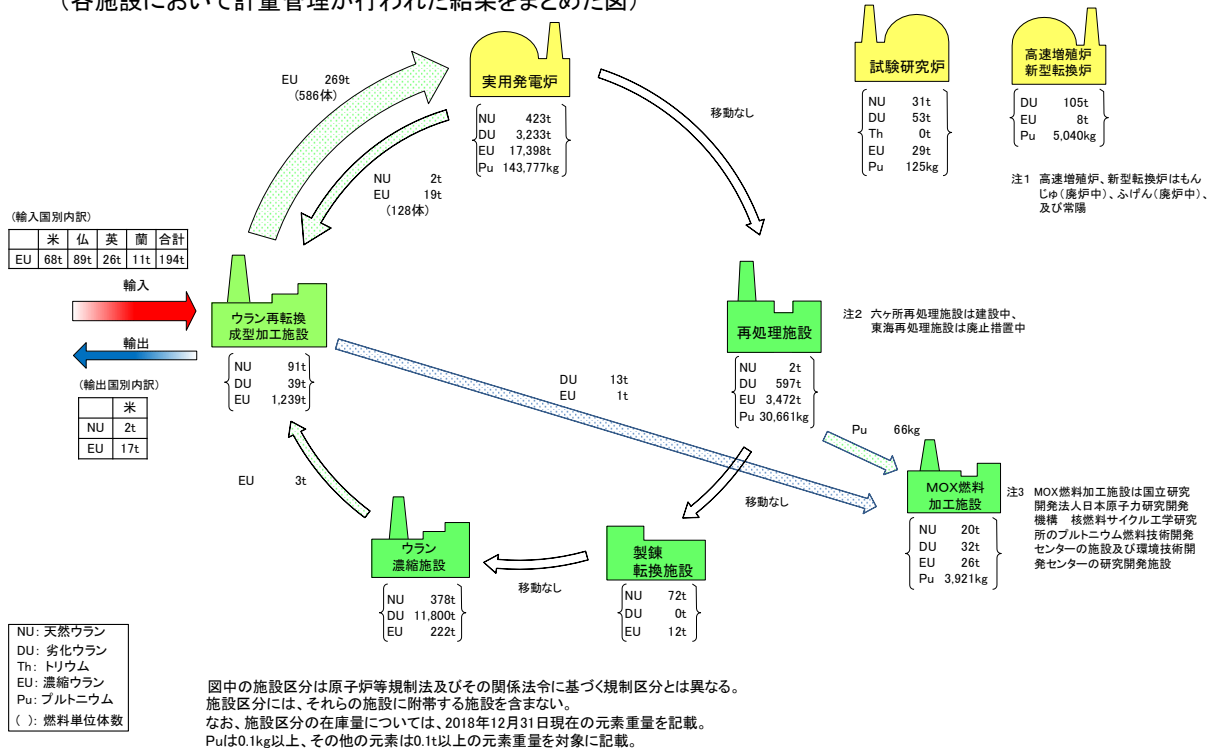 （各施設において計量管理が行われた結果をまとめた図）
EU 269t
(586体)
実用発電炉
NU 423t
DU 3,233t
EU 17,398t
Pu 143,777kg
移動なし
試験研究炉
NU 31t
DU 53t
Th 0t
EU 29t
Pu 125kg
高速増殖炉
新型転換炉
DU 105t
EU 8t
Pu 5,040kg
注1 高速増殖炉、新型転換炉はもん
じゅ（廃炉中）、ふげん（廃炉中）、
及び常陽
NU 2t
EU 19t
(128体)
(輸入国別内訳)
米 仏 英 蘭 合計
EU 68t 89t 26t 11t 194t
輸入
輸出
(輸出国別内訳)
米
NU 2t
EU 17t
ウラン再転換
成型加工施設
NU 91t
DU 39t
EU 1,239t
再処理施設
NU 2t
DU 597t
EU 3,472t
Pu 30,661kg
注2 六ヶ所再処理施設は建設中、
東海再処理施設は廃止措置中
DU 13t
EU 1t
Pu 66kg
移動なし
MOX燃料
加工施設
NU 20t
DU 32t
EU 26t
Pu 3,921kg
注3 MOX燃料加工施設は国立研究
開発法人日本原子力研究開発
機構 核燃料サイクル工学研究
所のプルトニウム燃料技術開発
センターの施設及び環境技術開
発センターの研究開発施設
EU 3t
ウラン
濃縮施設
NU 378t
DU 11,800t
EU 222t
移動なし
製錬
転換施設
NU 72t
DU 0t
EU 12t
NU: 天然ウラン
DU: 劣化ウラン
Th: トリウム
EU: 濃縮ウラン
Pu: プルトニウム
( ): 燃料単位体数
図中の施設区分は原子炉等規制法及びその関係法令に基づく規制区分とは異なる。
施設区分には、それらの施設に附帯する施設を含まない。
なお、施設区分の在庫量については、2018年12月31日現在の元素重量を記載。
Puは0.1kg以上、その他の元素は0.1t以上の元素重量を対象に記載。